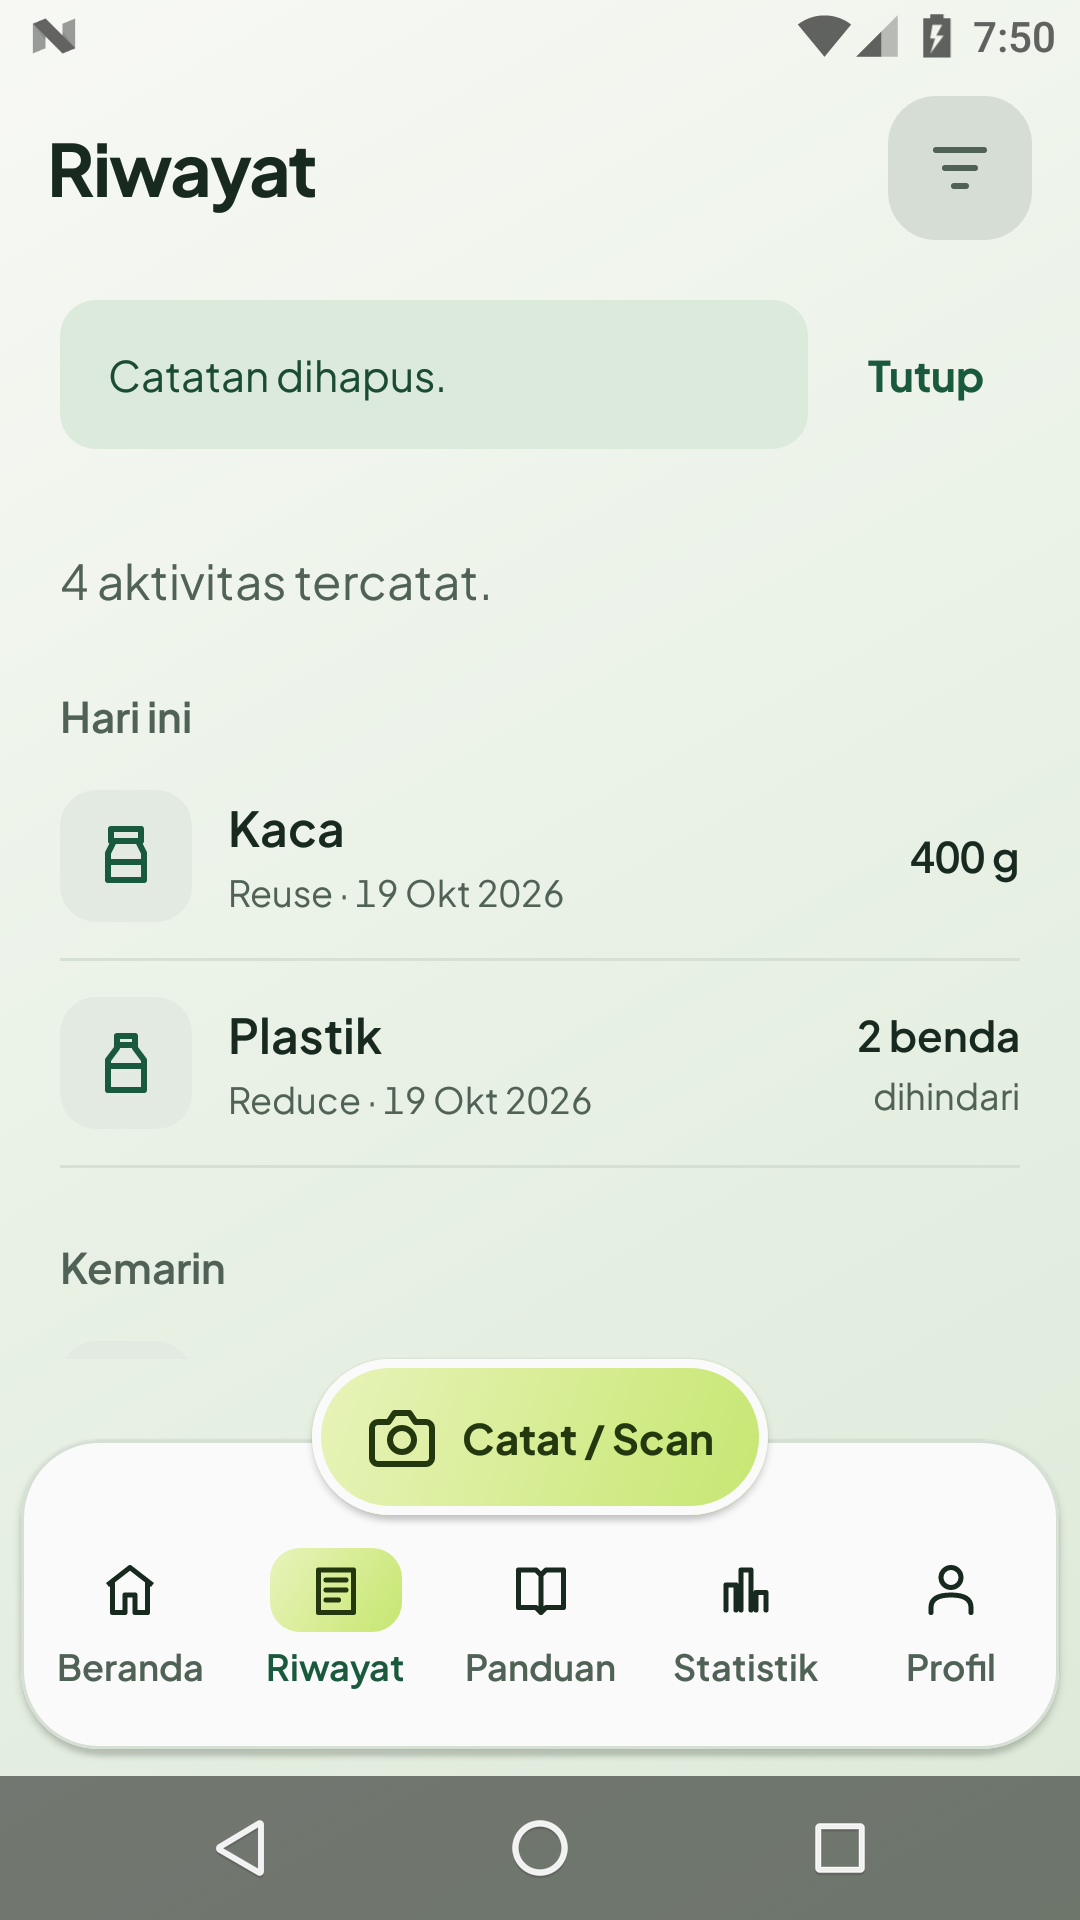 7:50
Riwayat
Catatan dihapus.
Tutup
4 aktivitas tercatat.
Hari ini
Kaca
Reuse · 19 Okt 2026
400 g
Plastik
Reduce · 19 Okt 2026
2 benda
dihindari
Kemarin
Catat / Scan
Beranda
Riwayat
Panduan
Statistik
Profil